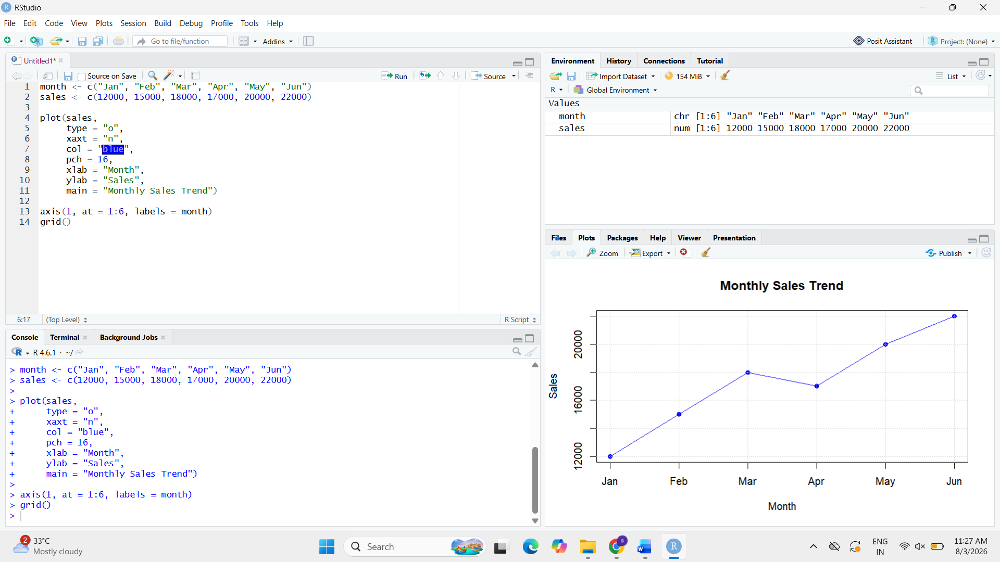 RStudio
File Edit Code View Plots Session Build Debug Profile Tools Help
Go to file/function Addins Posit Assistant Project: (None)
Untitled1*
Source on Save Run Source
1 month <- c("Jan", "Feb", "Mar", "Apr", "May", "Jun")
2 sales <- c(12000, 15000, 18000, 17000, 20000, 22000)
3
4 plot(sales,
5 type = "o",
6 xaxt = "n",
7 col = "blue",
8 pch = 16,
9 xlab = "Month",
10 ylab = "Sales",
11 main = "Monthly Sales Trend")
12
13 axis(1, at = 1:6, labels = month)
14 grid()
6:17 (Top Level) R Script
Console Terminal Background Jobs
R 4.6.1 · ~/
> month <- c("Jan", "Feb", "Mar", "Apr", "May", "Jun")
> sales <- c(12000, 15000, 18000, 17000, 20000, 22000)
>
> plot(sales,
+ type = "o",
+ xaxt = "n",
+ col = "blue",
+ pch = 16,
+ xlab = "Month",
+ ylab = "Sales",
+ main = "Monthly Sales Trend")
>
> axis(1, at = 1:6, labels = month)
> grid()
>
Environment History Connections Tutorial
Import Dataset 154 MiB List
R Global Environment
Values
month chr [1:6] "Jan" "Feb" "Mar" "Apr" "May" "Jun"
sales num [1:6] 12000 15000 18000 17000 20000 22000
Files Plots Packages Help Viewer Presentation
Zoom Export Publish
Monthly Sales Trend
Sales
20000
16000
12000
Jan Feb Mar Apr May Jun
Month
2
33°C
Mostly cloudy
Search
ENG
IN
11:27 AM
8/3/2026